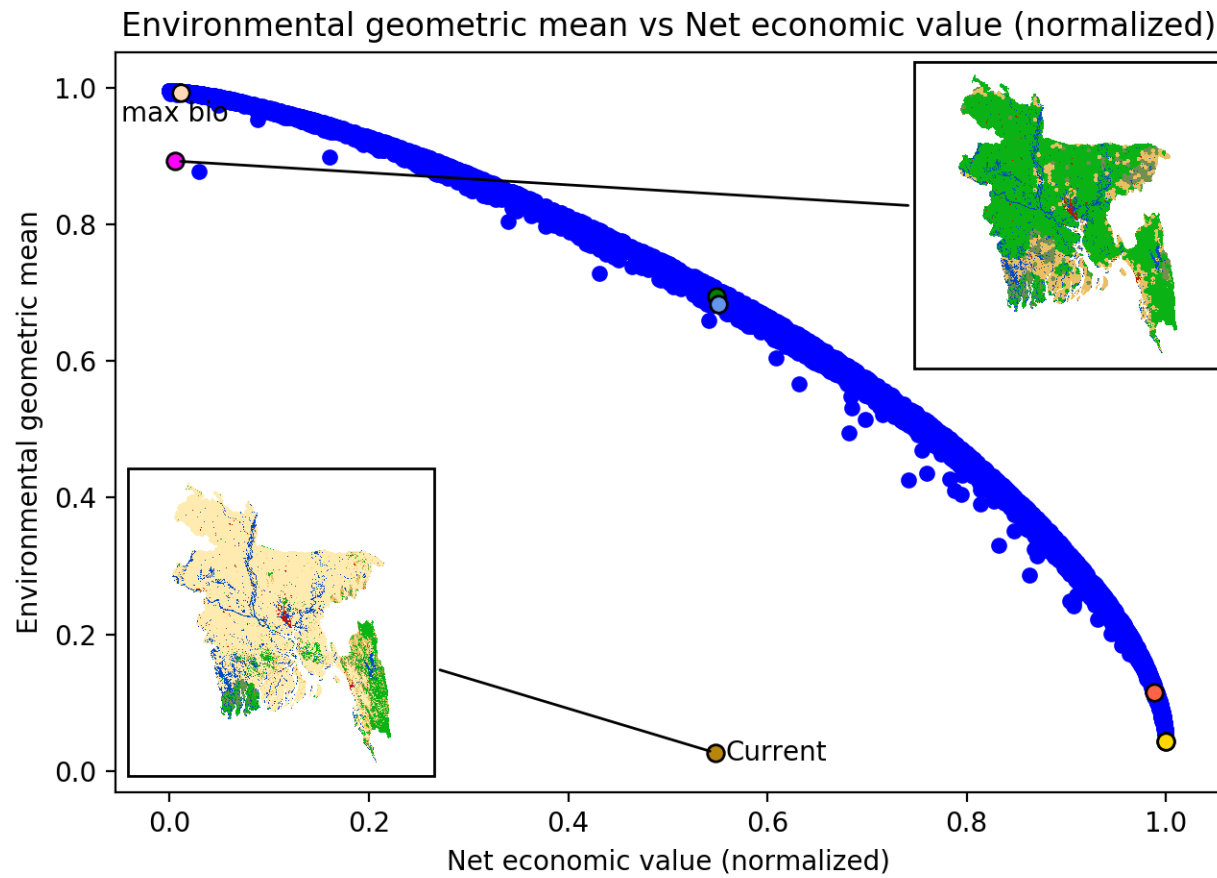 Environmental geometric mean vs Net economic value (normalized)
1.0
max bio
0.8
0.6
0.4
0.2
0.0
Environmental geometric mean
Current
0.0 0.2 0.4 0.6 0.8 1.0
Net economic value (normalized)